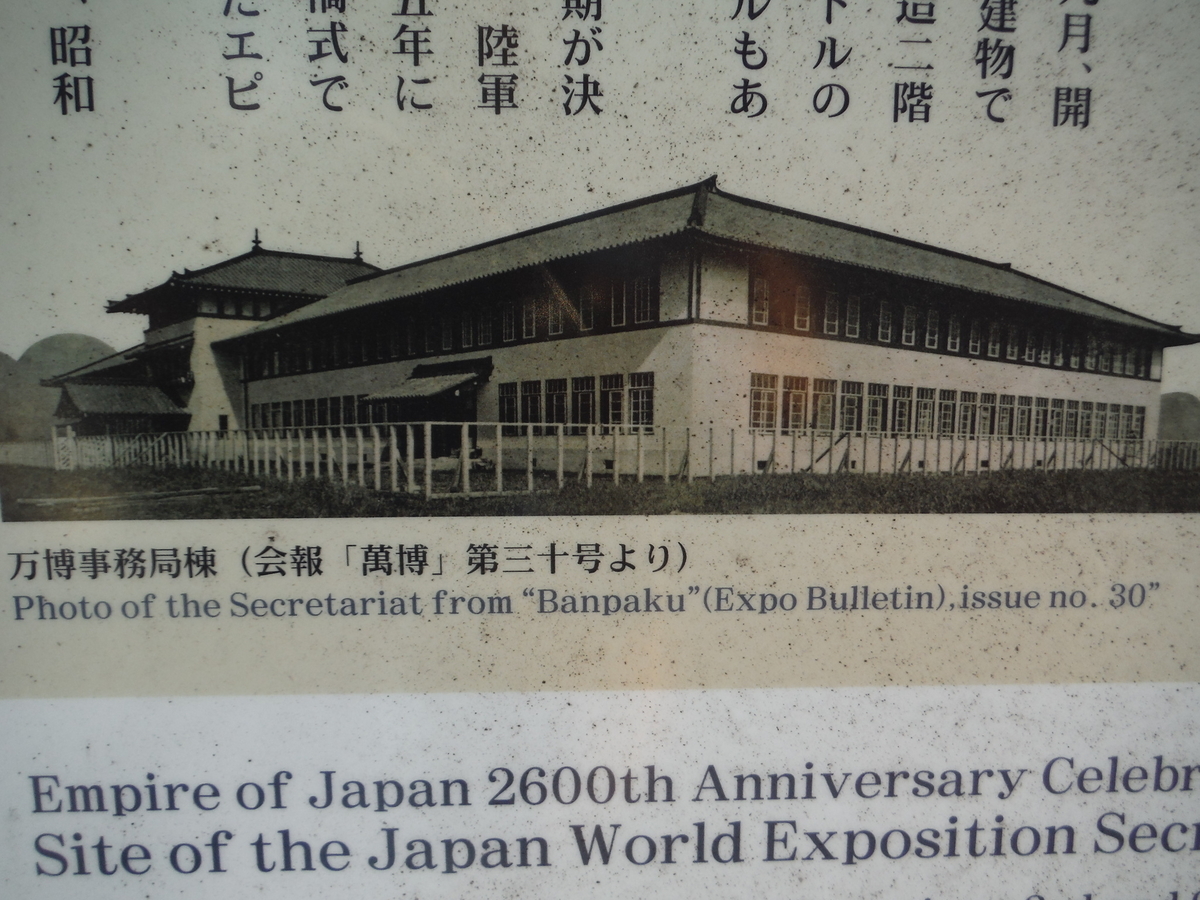 月、開
建物で
造二階
トルの
ルもあ
期が決
陸軍
五年に
橋式で
たエピ
、昭和
万博事務局棟（会報「萬博」第三十号より）
Photo of the Secretariat from “Banpaku”(Expo Bulletin),issue no. 30”
Empire of Japan 2600th Anniversary Celebr
Site of the Japan World Exposition Secr